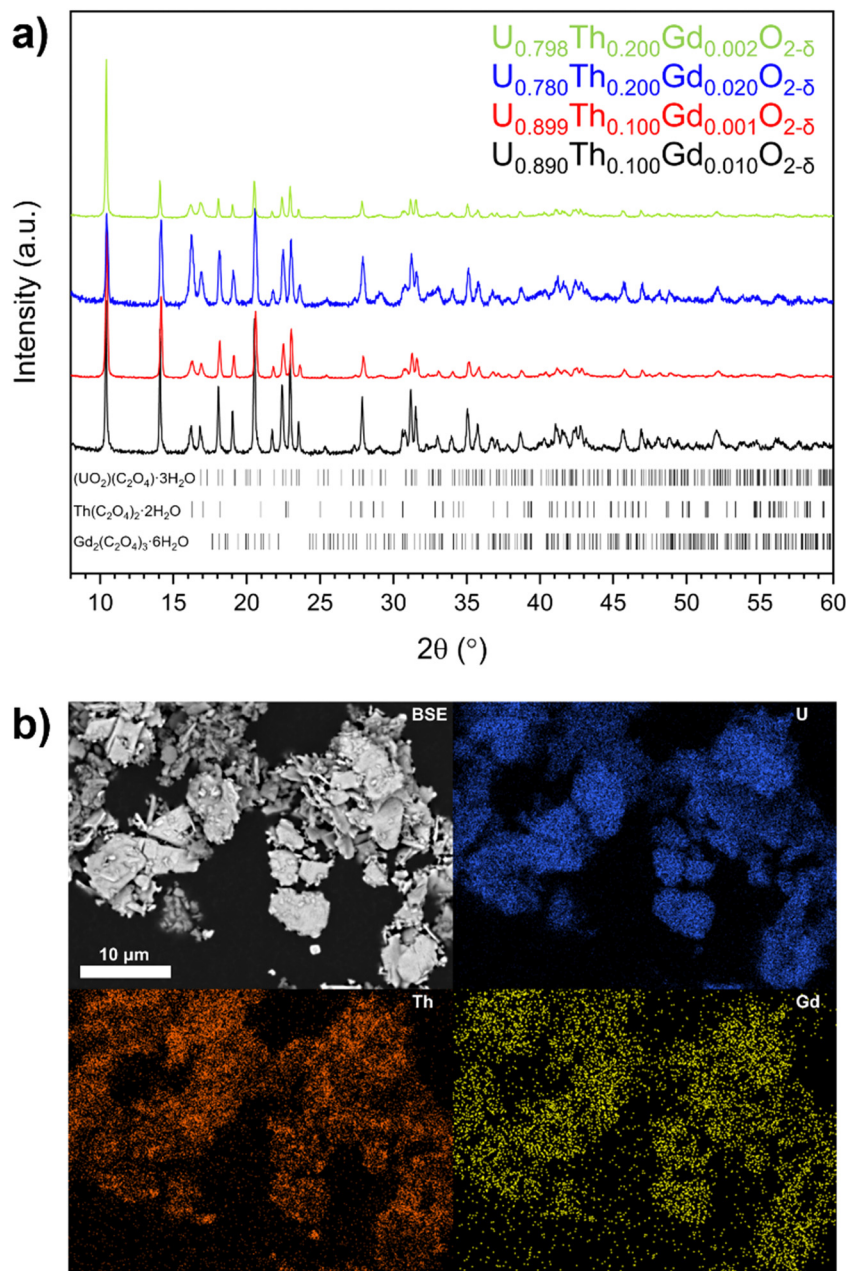 a)
U0.798Th0.200Gd0.002O2-δ
U0.780Th0.200Gd0.020O2-δ
U0.899Th0.100Gd0.001O2-δ
U0.890Th0.100Gd0.010O2-δ
Intensity (a.u.)
(UO2)(C2O4)·3H2O
Th(C2O4)2·2H2O
Gd2(C2O4)3·6H2O
10 15 20 25 30 35 40 45 50 55 60
2θ (°)
b)
BSE
U
10 µm
Th
Gd